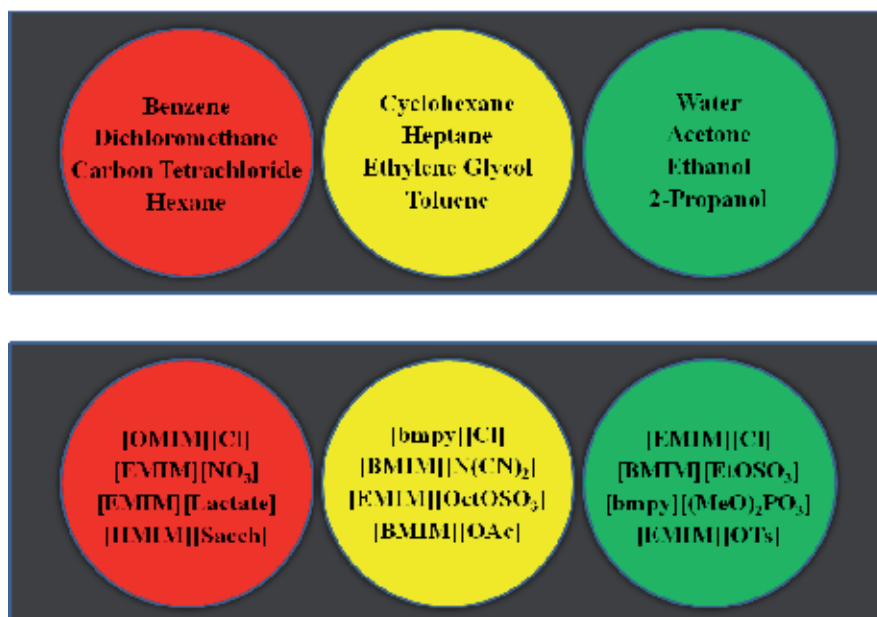 Benzene
Dichloromethane
Carbon Tetrachloride
Hexane
Cyclohexane
Heptane
Ethylene Glycol
Toluene
Water
Acetone
Ethanol
2-Propanol
[OMIM][Cl]
[EMIM][NO₃]
[EMIM][Lactate]
[HMIM][Sacch]
[bmpy][Cl]
[BMIM][N(CN)₂]
[EMIM][OctOSO₃]
[BMIM][OAc]
[EMIM][Cl]
[BMIM][EtOSO₃]
[bmpy][(MeO)₂PO₃]
[EMIM][OTs]